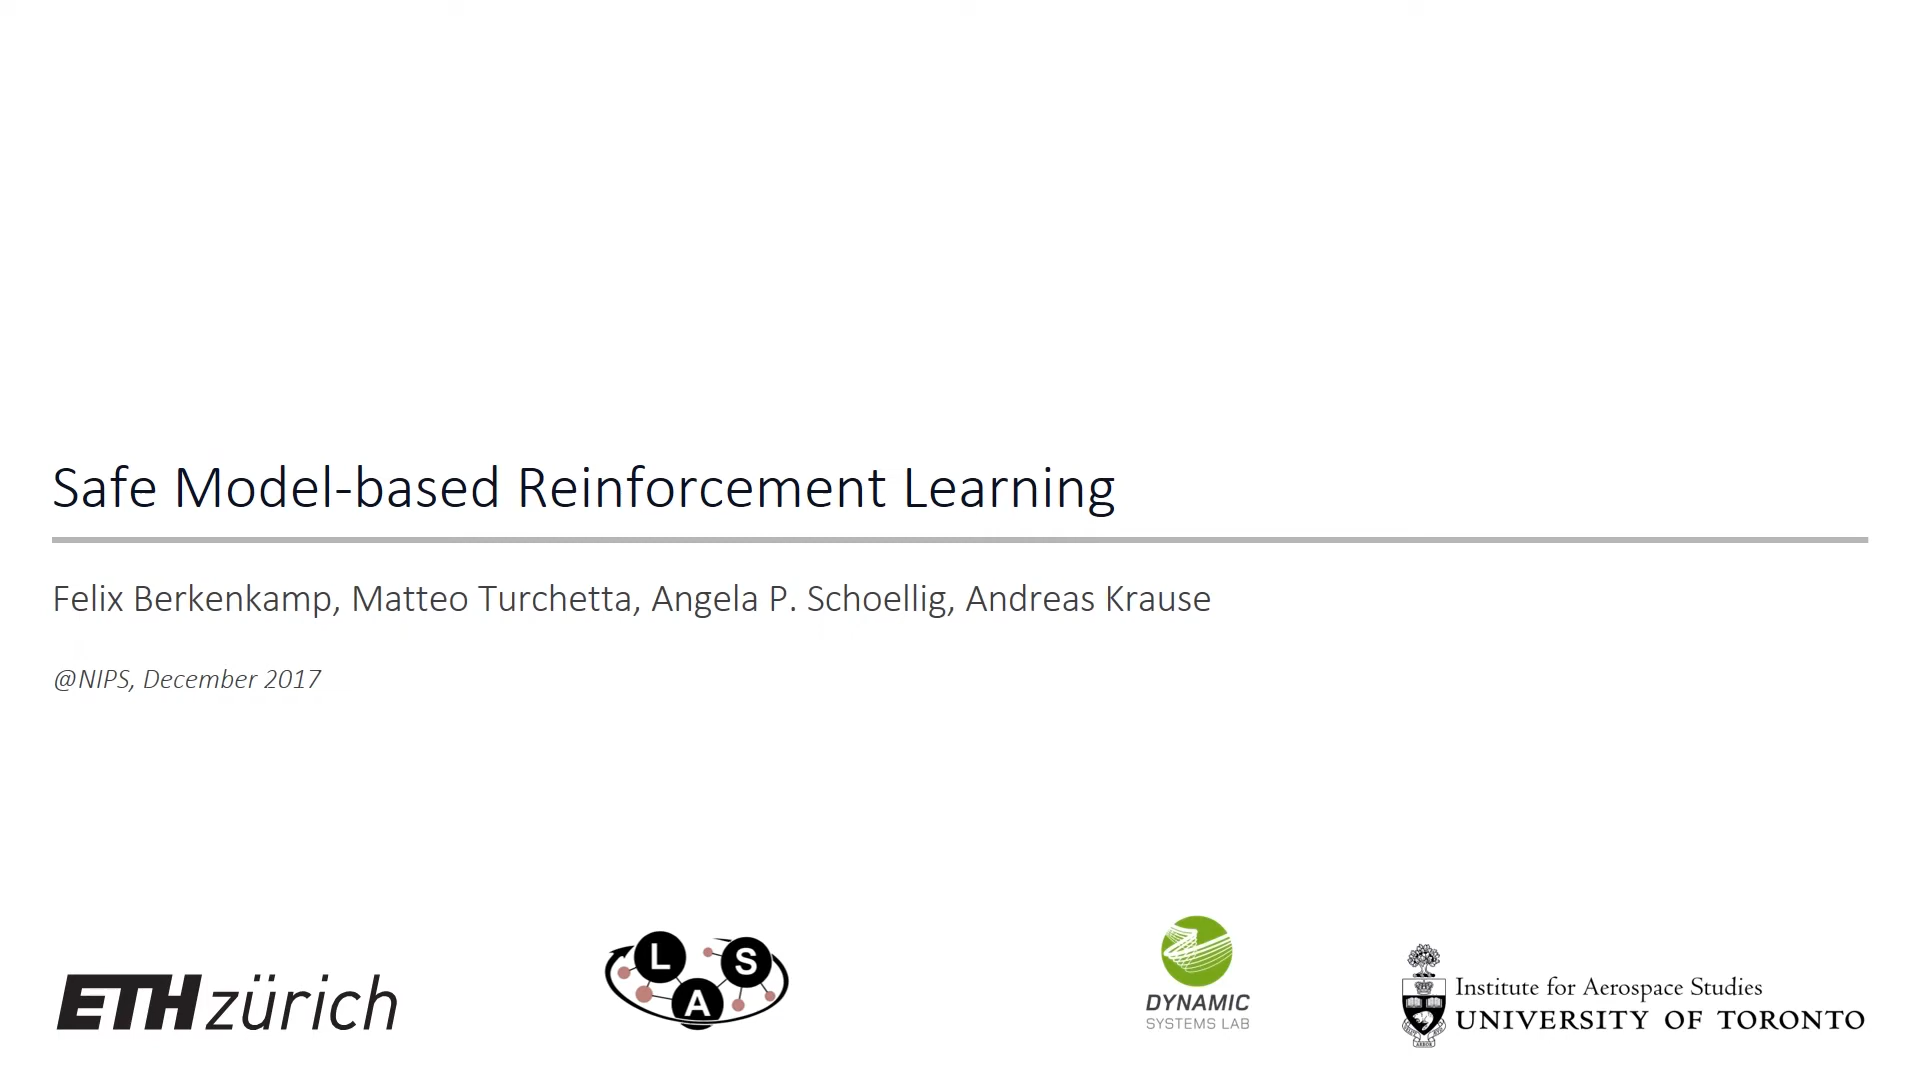 Safe Model-based Reinforcement Learning
Felix Berkenkamp, Matteo Turchetta, Angela P. Schoellig, Andreas Krause
@NIPS, December 2017
ETH zürich
L A S
DYNAMIC
SYSTEMS LAB
Institute for Aerospace Studies
UNIVERSITY OF TORONTO